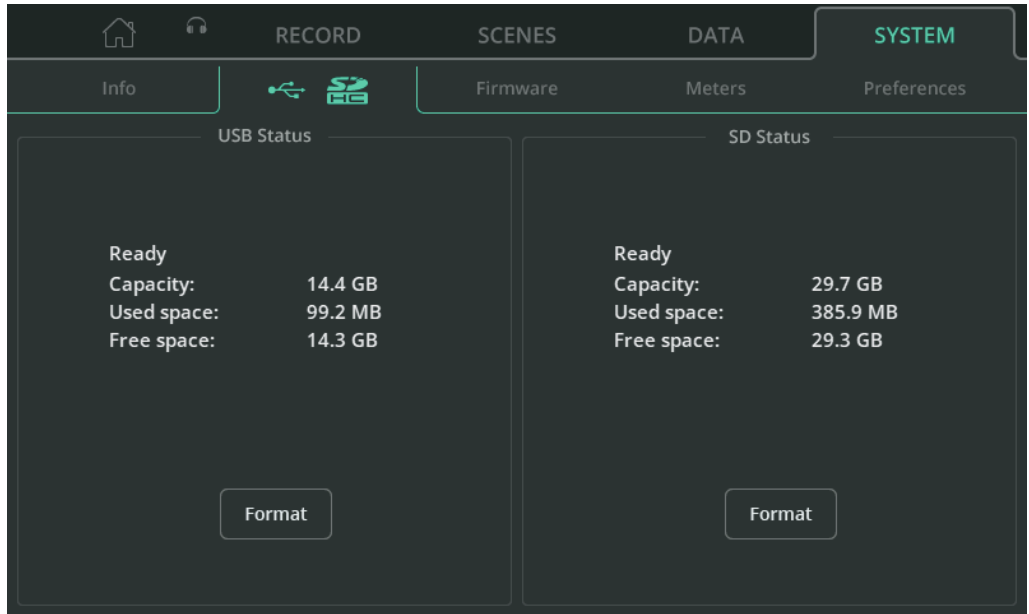 RECORD SCENES DATA SYSTEM
Info SD HC Firmware Meters Preferences
USB Status
Ready
Capacity: 14.4 GB
Used space: 99.2 MB
Free space: 14.3 GB
Format
SD Status
Ready
Capacity: 29.7 GB
Used space: 385.9 MB
Free space: 29.3 GB
Format